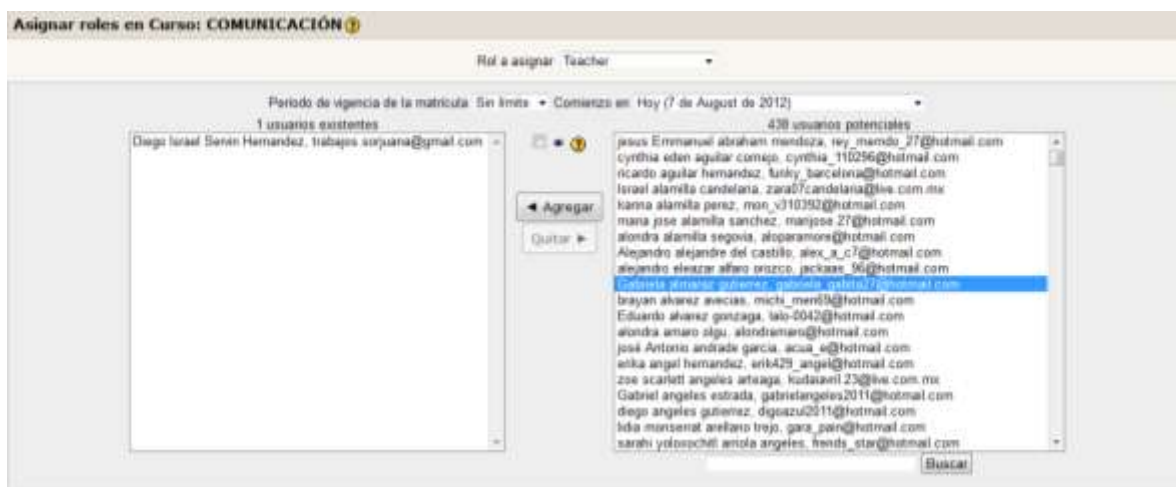 Asignar roles en Curso: COMUNICACIÓN
Rol a asignar Teacher
Periodo de vigencia de la matrícula Sin límite Comienzo en Hoy (7 de August de 2012)
1 usuarios existentes
Diego Israel Servin Hernandez, trabajos.sorjuana@gmail.com
Agregar
Quitar
438 usuarios potenciales
jesus Emmanuel abraham mendoza, rey_memdo_27@hotmail.com
cynthia eden aguilar cornejo, cynthia_110296@hotmail.com
ricardo aguilar hernandez, funky_barcelona@hotmail.com
Israel alamilla candelaria, zara07candelaria@live.com.mx
karina alamilla perez, mon_v310392@hotmail.com
maria jose alamilla sanchez, marijose.27@hotmail.com
alondra alamilla segovia, aloparamore@hotmail.com
Alejandro alejandre del castillo, alex_a_c7@hotmail.com
alejandro eleazar alfaro orozco, jackass_96@hotmail.com
Gabriela almaraz gutierrez, gabriela_gabita27@hotmail.com
brayan alvarez avecias, michi_men69@hotmail.com
Eduardo alvarez gonzaga, lalo-0042@hotmail.com
alondra amaro olgu, alondramaro@hotmail.com
josé Antonio andrade garcia, acua_e@hotmail.com
erika angel hernandez, erik429_angel@hotmail.com
zoe scarlett angeles arteaga, kudaiavril.23@live.com.mx
Gabriel angeles estrada, gabrielangeles2011@hotmail.com
diego angeles gutierrez, digoazul2011@hotmail.com
lidia monserrat arellano trejo, gara_pain@hotmail.com
sarahi yoloxochitl arriola angeles, frends_star@hotmail.com
Buscar